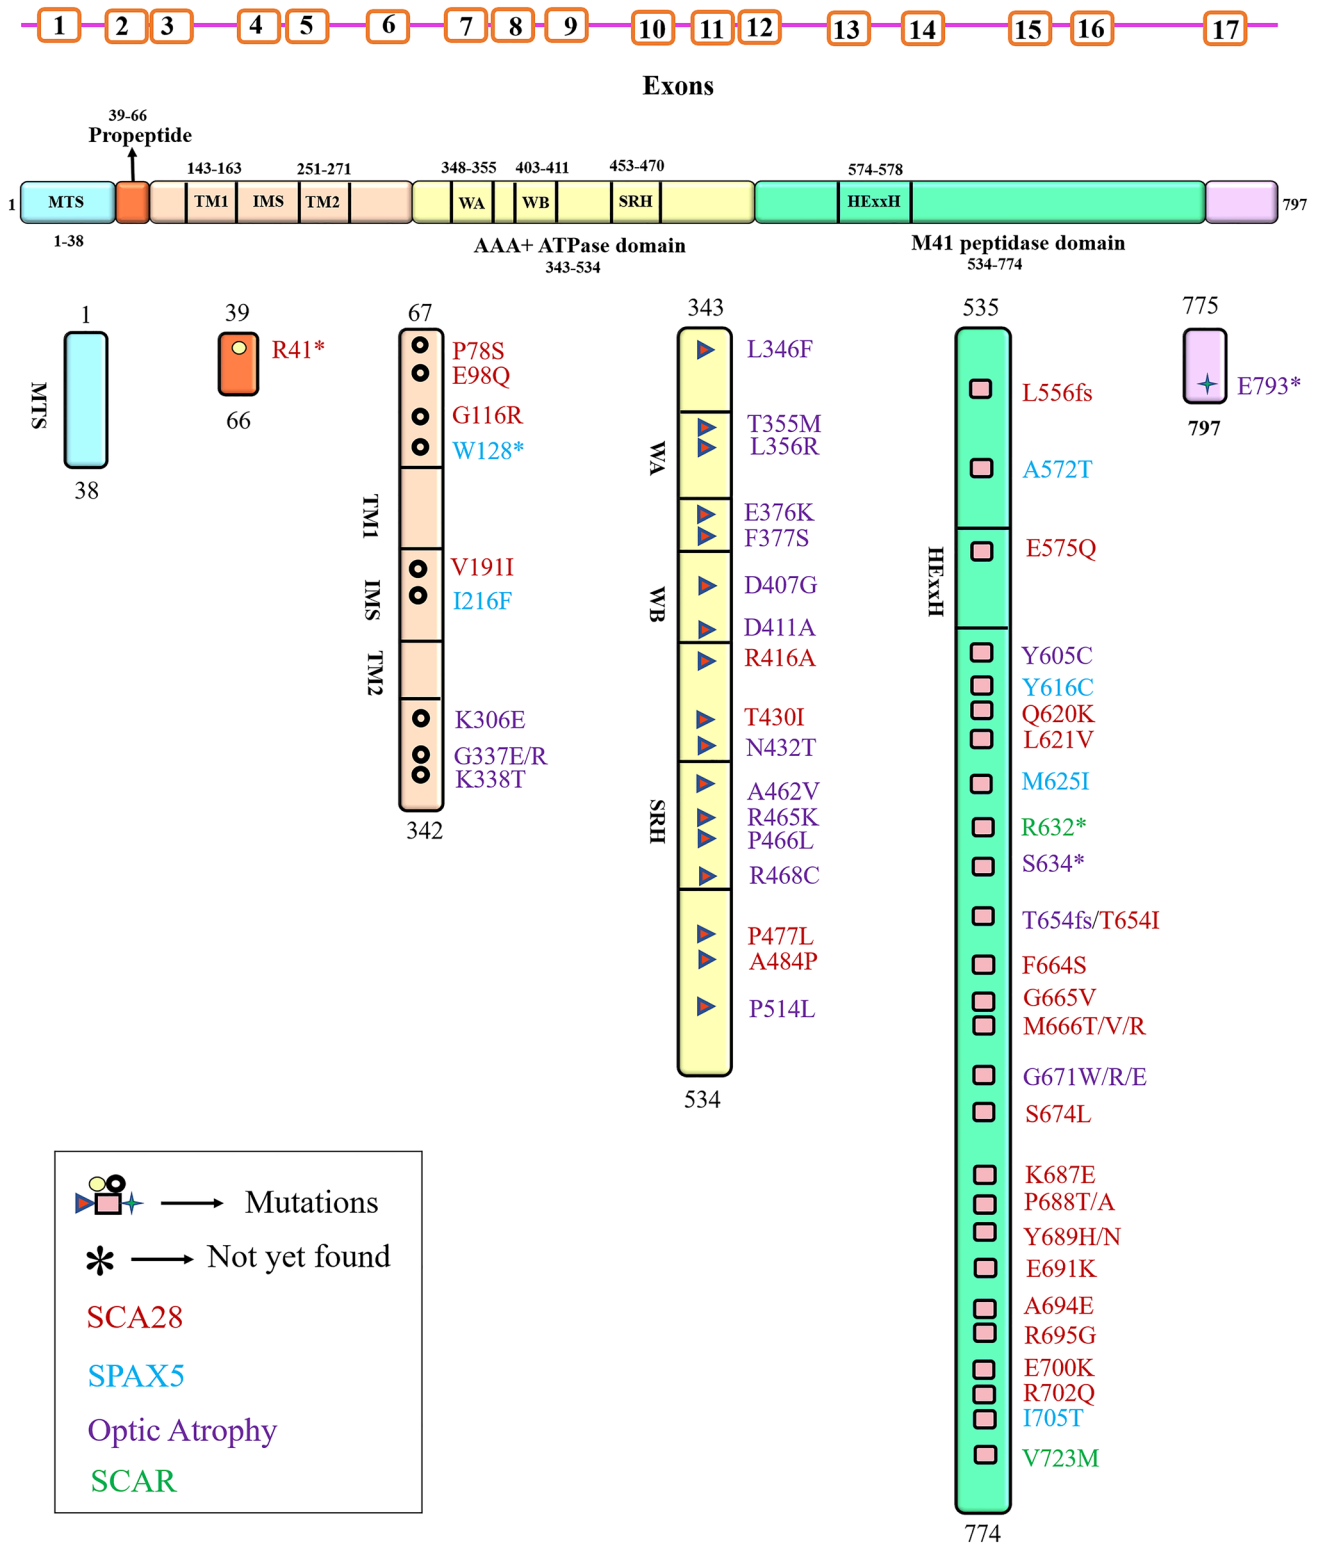 1 2 3 4 5 6 7 8 9 10 11 12 13 14 15 16 17
Exons
39-66
Propeptide
143-163 251-271 348-355 403-411 453-470 574-578
1 MTS TM1 IMS TM2 WA WB SRH HExxH 797
1-38
AAA+ ATPase domain
343-534
M41 peptidase domain
534-774
1
MTS
38
39
R41*
66
67
P78S
E98Q
G116R
W128*
TM1
V191I
IMS
I216F
TM2
K306E
G337E/R
K338T
342
343
L346F
T355M
L356R
WA
E376K
F377S
D407G
WB
D411A
R416A
T430I
N432T
A462V
R465K
SRH
P466L
R468C
P477L
A484P
P514L
534
535
L556fs
A572T
E575Q
HExxH
Y605C
Y616C
Q620K
L621V
M625I
R632*
S634*
T654fs/T654I
F664S
G665V
M666T/V/R
G671W/R/E
S674L
K687E
P688T/A
Y689H/N
E691K
A694E
R695G
E700K
R702Q
I705T
V723M
774
775
E793*
797
Mutations
* Not yet found
SCA28
SPAX5
Optic Atrophy
SCAR